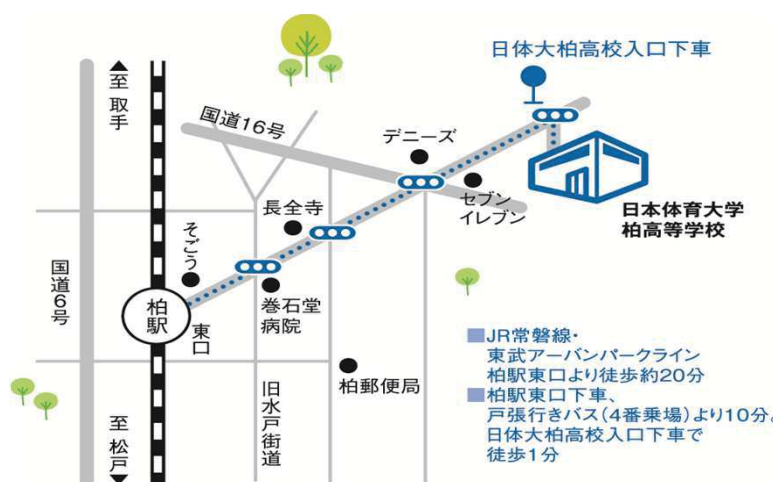 日体大柏高校入口下車
▲至 取手
国道16号
デニーズ
セブン
イレブン
日本体育大学
柏高等学校
長全寺
そごう
国道6号
柏駅
東口
巻石堂
病院
柏郵便局
旧水戸街道
至 松戸▼
■JR常磐線・
東武アーバンパークライン
柏駅東口より徒歩約20分
■柏駅東口下車、
戸張行きバス(4番乗場)より10分。
日体大柏高校入口下車で
徒歩1分